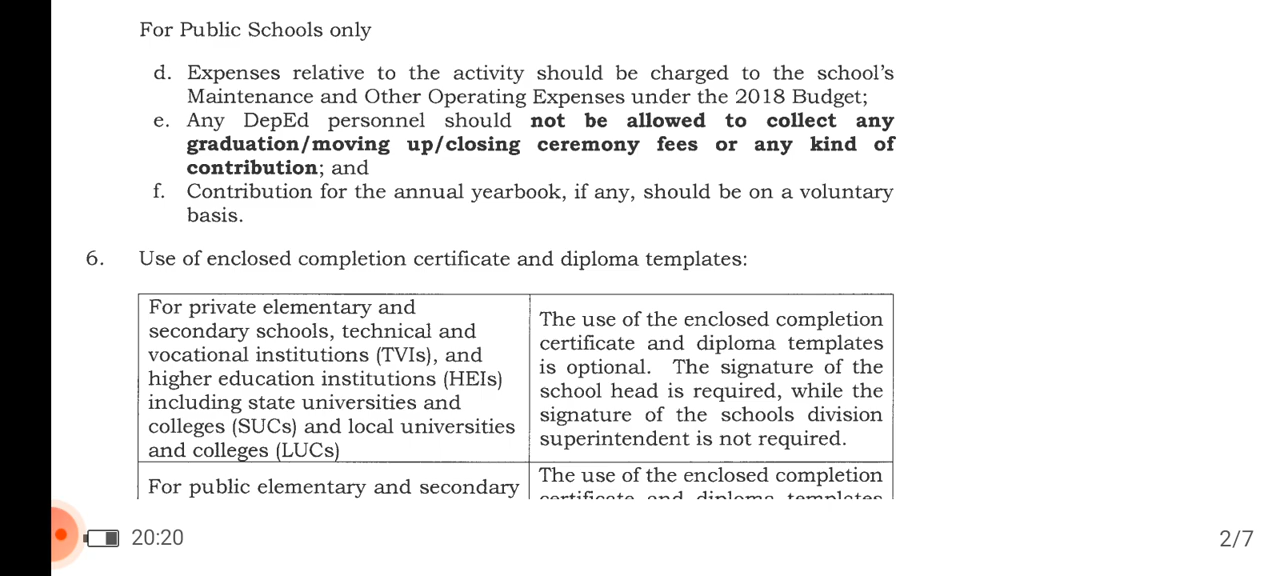 For Public Schools only
d. Expenses relative to the activity should be charged to the school's
Maintenance and Other Operating Expenses under the 2018 Budget;
e. Any DepEd personnel should not be allowed to collect any
graduation/moving up/closing ceremony fees or any kind of
contribution; and
f. Contribution for the annual yearbook, if any, should be on a voluntary
basis.
6. Use of enclosed completion certificate and diploma templates:
For private elementary and
secondary schools, technical and
vocational institutions (TVIs), and
higher education institutions (HEIs)
including state universities and
colleges (SUCs) and local universities
and colleges (LUCs)
The use of the enclosed completion
certificate and diploma templates
is optional. The signature of the
school head is required, while the
signature of the schools division
superintendent is not required.
For public elementary and secondary
The use of the enclosed completion
certificate and diploma templates
20:20
2/7